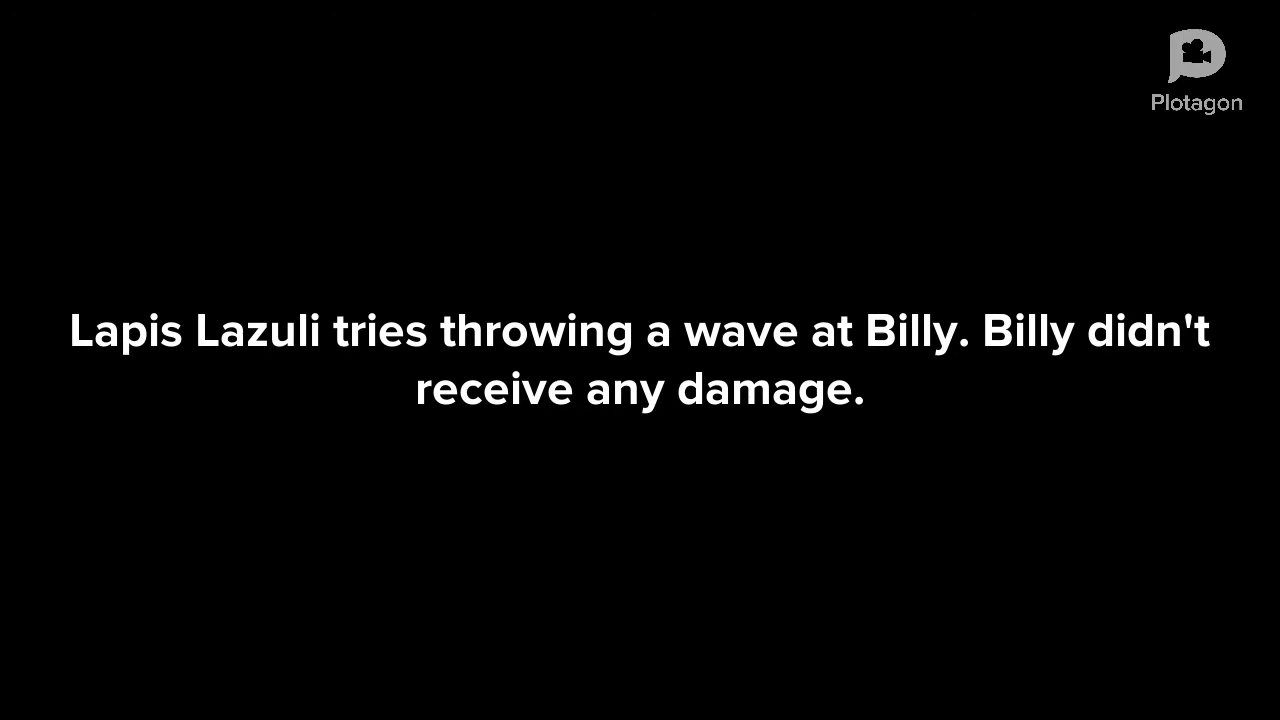 Plotagon
Lapis Lazuli tries throwing a wave at Billy. Billy didn't
receive any damage.